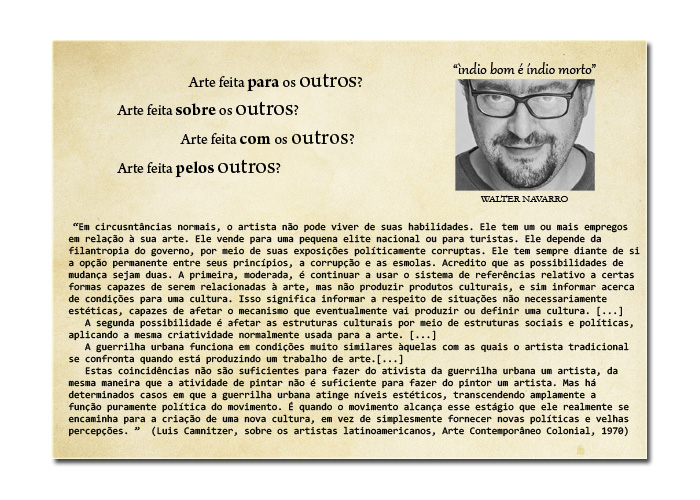 Arte feita para os outros?
Arte feita sobre os outros?
Arte feita com os outros?
Arte feita pelos outros?
“índio bom é índio morto”
WALTER NAVARRO
“Em circusntâncias normais, o artista não pode viver de suas habilidades. Ele tem um ou mais empregos
em relação à sua arte. Ele vende para uma pequena elite nacional ou para turistas. Ele depende da
filantropia do governo, por meio de suas exposições políticamente corruptas. Ele tem sempre diante de si
a opção permanente entre seus princípios, a corrupção e as esmolas. Acredito que as possibilidades de
mudança sejam duas. A primeira, moderada, é continuar a usar o sistema de referências relativo a certas
formas capazes de serem relacionadas à arte, mas não produzir produtos culturais, e sim informar acerca
de condições para uma cultura. Isso significa informar a respeito de situações não necessariamente
estéticas, capazes de afetar o mecanismo que eventualmente vai produzir ou definir uma cultura. [...]
A segunda possibilidade é afetar as estruturas culturais por meio de estruturas sociais e políticas,
aplicando a mesma criatividade normalmente usada para a arte. [...]
A guerrilha urbana funciona em condições muito similares àquelas com as quais o artista tradicional
se confronta quando está produzindo um trabalho de arte.[...]
Estas coincidências não são suficientes para fazer do ativista da guerrilha urbana um artista, da
mesma maneira que a atividade de pintar não é suficiente para fazer do pintor um artista. Mas há
determinados casos em que a guerrilha urbana atinge níveis estéticos, transcendendo amplamente a
função puramente política do movimento. É quando o movimento alcança esse estágio que ele realmente se
encaminha para a criação de uma nova cultura, em vez de simplesmente fornecer novas políticas e velhas
percepções. ” (Luis Camnitzer, sobre os artistas latinoamericanos, Arte Contemporâneo Colonial, 1970)